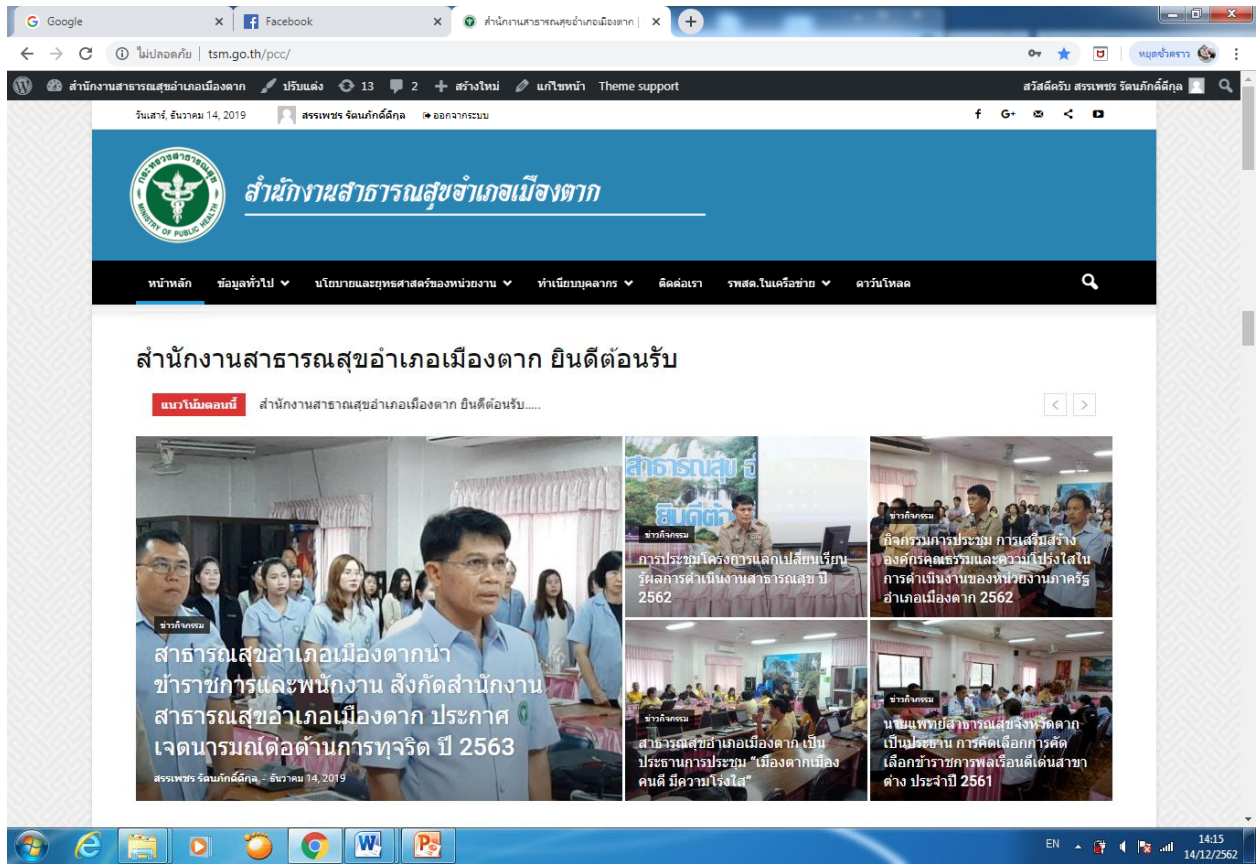 Google
Facebook
สำนักงานสาธารณสุขอำเภอเมืองตาก |
ไม่ปลอดภัย | tsm.go.th/pcc/
หยุดชั่วคราว
สำนักงานสาธารณสุขอำเภอเมืองตาก ปรับแต่ง 13 2 สร้างใหม่ แก้ไขหน้า Theme support
สวัสดีครับ สรรเพชร รัตนภักดิ์ดีกุล
วันเสาร์, ธันวาคม 14, 2019 สรรเพชร รัตนภักดิ์ดีกุล ออกจากระบบ
กระทรวงสาธารณสุข
MINISTRY OF PUBLIC HEALTH
สำนักงานสาธารณสุขอำเภอเมืองตาก
หน้าหลัก ข้อมูลทั่วไป นโยบายและยุทธศาสตร์ของหน่วยงาน ทำเนียบบุคลากร ติดต่อเรา รพสต.ในเครือข่าย ดาวน์โหลด
สำนักงานสาธารณสุขอำเภอเมืองตาก ยินดีต้อนรับ
แนวโน้มตอนนี้ สำนักงานสาธาณสุขอำเภอเมืองตาก ยินดีต้อนรับ.....
ข่าวกิจกรรม
สาธารณสุขอำเภอเมืองตากนำ
ข้าราชการและพนักงาน สังกัดสำนักงาน
สาธารณสุขอำเภอเมืองตาก ประกาศ
เจตนารมณ์ต่อต้านการทุจริต ปี 2563
สรรเพชร รัตนภักดิ์ดีกุล - ธันวาคม 14, 2019
ข่าวกิจกรรม
การประชุมโครงการแลกเปลี่ยนเรียน
รู้ผลการดำเนินงานสาธารณสุข ปี
2562
ข่าวกิจกรรม
กิจกรรมการประชุม การเสริมสร้าง
องค์กรคุณธรรมและความโปร่งใสใน
การดำเนินงานของหน่วยงานภาครัฐ
อำเภอเมืองตาก 2562
ข่าวกิจกรรม
สาธารณสุขอำเภอเมืองตาก เป็น
ประธานการประชุม "เมืองตากเมือง
คนดี มีความโร่งใส"
ข่าวกิจกรรม
นายแพทย์สาธารณสุขจังหวัดตาก
เป็นประธาน การคัดเลือกการคัด
เลือกข้าราชการพลเรือนดีเด่นสาขา
ต่าง ประจำปี 2561
EN
14:15
14/12/2562